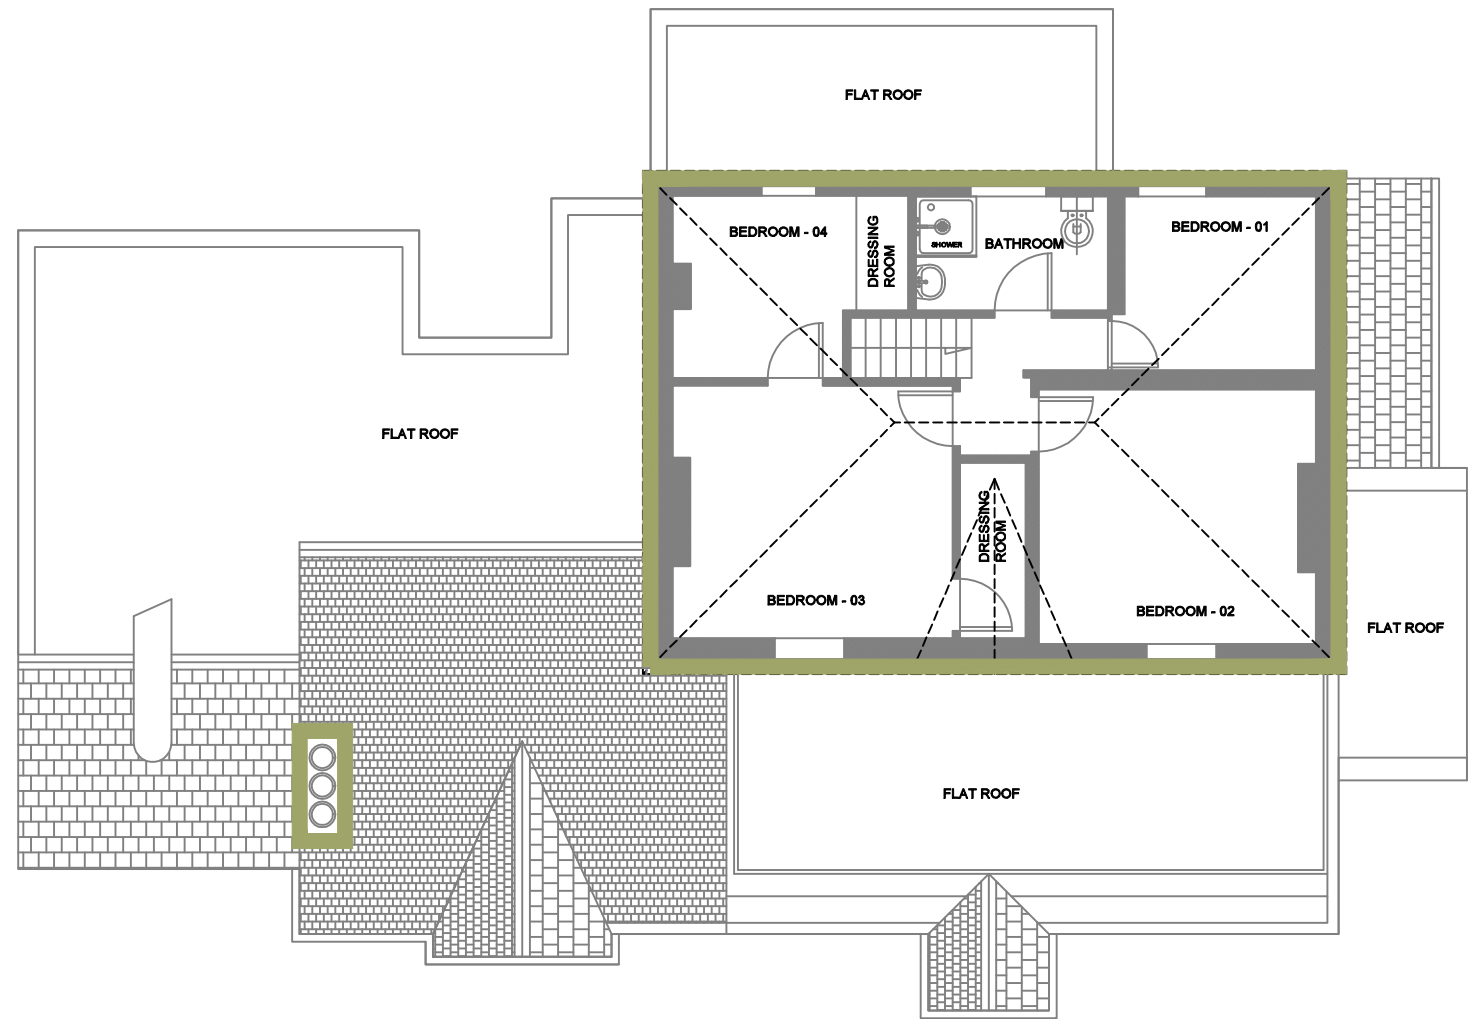 FLAT ROOF
BEDROOM - 04
DRESSING
ROOM
SHOWER
BATHROOM
BEDROOM - 01
FLAT ROOF
DRESSING
ROOM
BEDROOM - 03
BEDROOM - 02
FLAT ROOF
FLAT ROOF